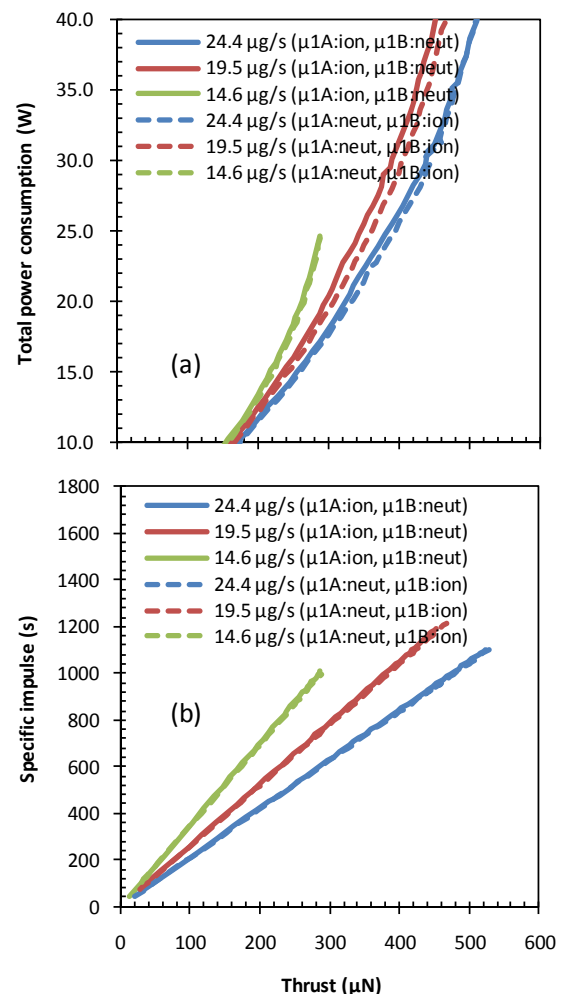 40.0
35.0
30.0
25.0
20.0
15.0
10.0
Total power consumption (W)
24.4 µg/s (µ1A:ion, µ1B:neut)
19.5 µg/s (µ1A:ion, µ1B:neut)
14.6 µg/s (µ1A:ion, µ1B:neut)
24.4 µg/s (µ1A:neut, µ1B:ion)
19.5 µg/s (µ1A:neut, µ1B:ion)
14.6 µg/s (µ1A:neut, µ1B:ion)
(a)
1800
1600
1400
1200
1000
800
600
400
200
0
Specific impulse (s)
24.4 µg/s (µ1A:ion, µ1B:neut)
19.5 µg/s (µ1A:ion, µ1B:neut)
14.6 µg/s (µ1A:ion, µ1B:neut)
24.4 µg/s (µ1A:neut, µ1B:ion)
19.5 µg/s (µ1A:neut, µ1B:ion)
14.6 µg/s (µ1A:neut, µ1B:ion)
(b)
0 100 200 300 400 500 600
Thrust (µN)